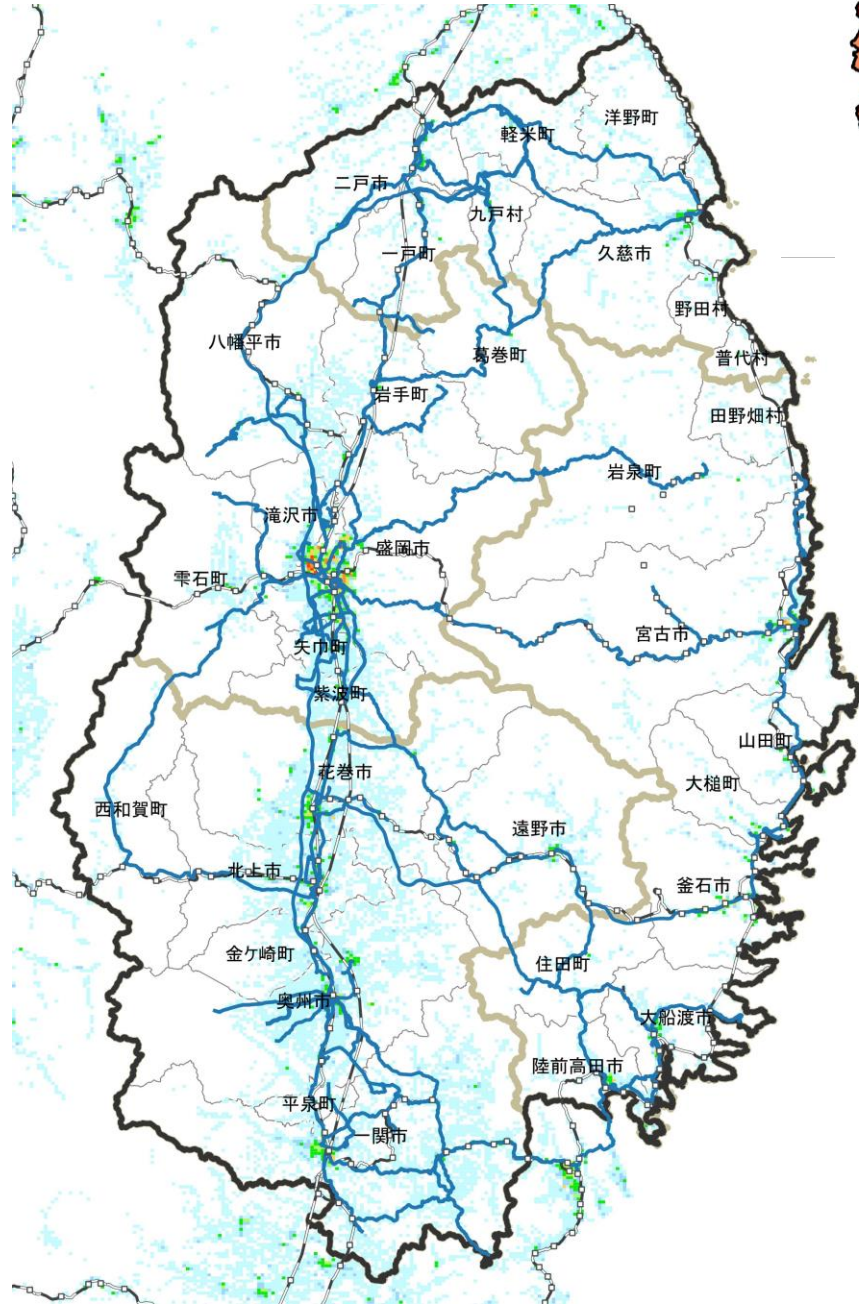 洋野町
軽米町
二戸市
九戸村
一戸町
久慈市
野田村
八幡平市
葛巻町
普代村
岩手町
田野畑村
岩泉町
滝沢市
盛岡市
雫石町
宮古市
矢巾町
紫波町
山田町
花巻市
大槌町
西和賀町
遠野市
北上市
釜石市
金ケ崎町
住田町
奥州市
大船渡市
陸前高田市
平泉町
一関市